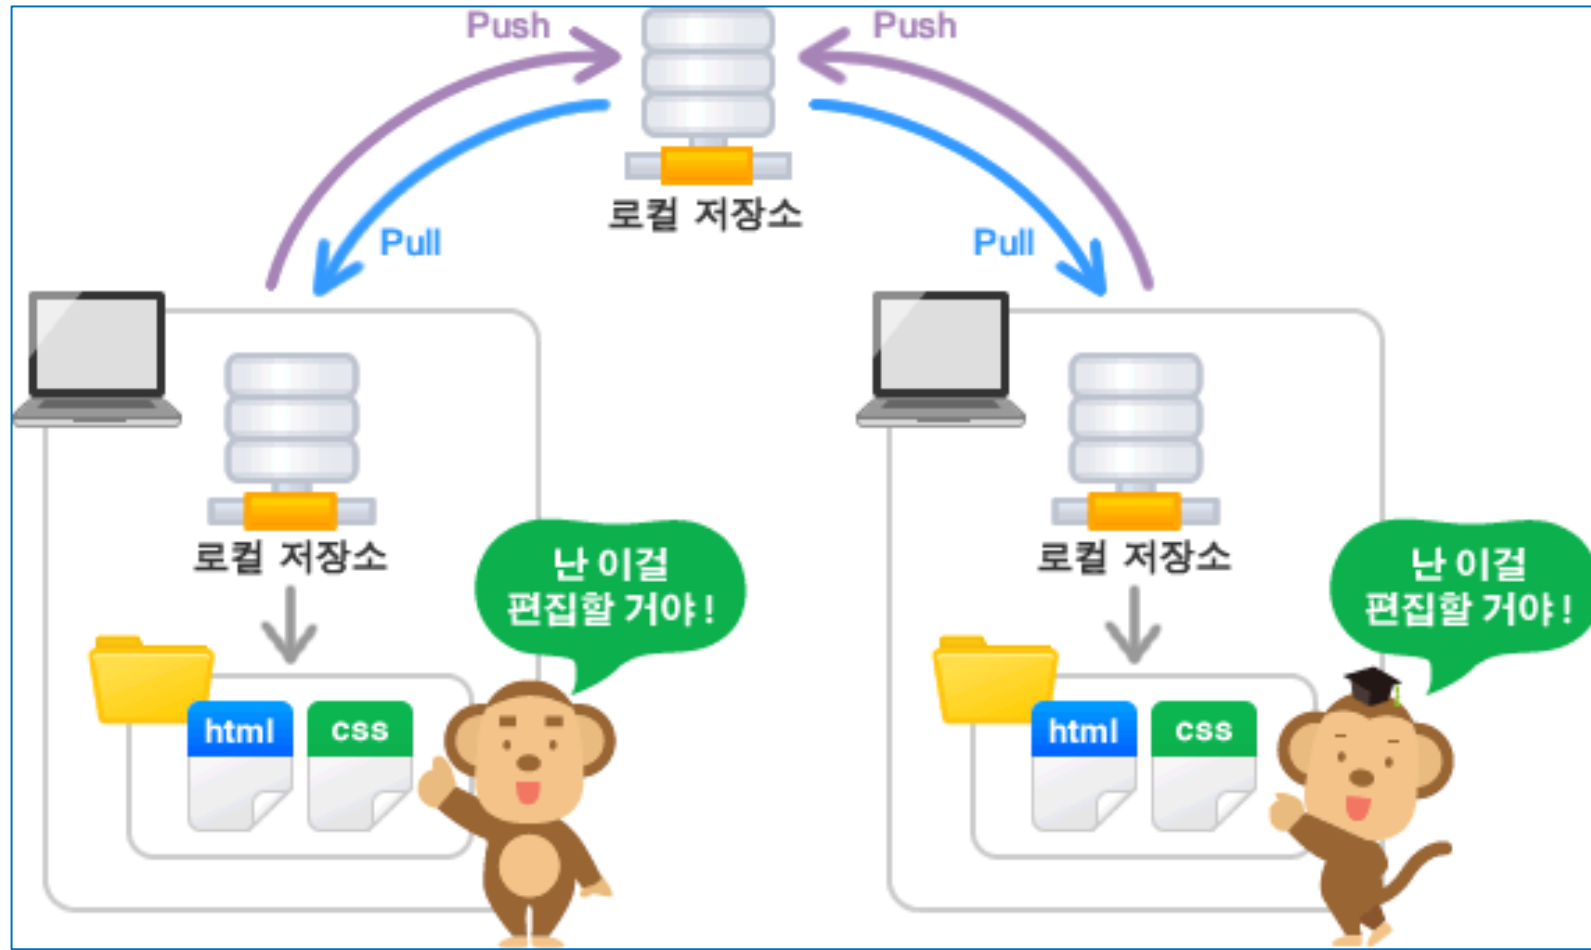 Push
Push
로컬 저장소
Pull
Pull
로컬 저장소
로컬 저장소
난 이걸
편집할 거야 !
난 이걸
편집할 거야 !
html
css
html
css